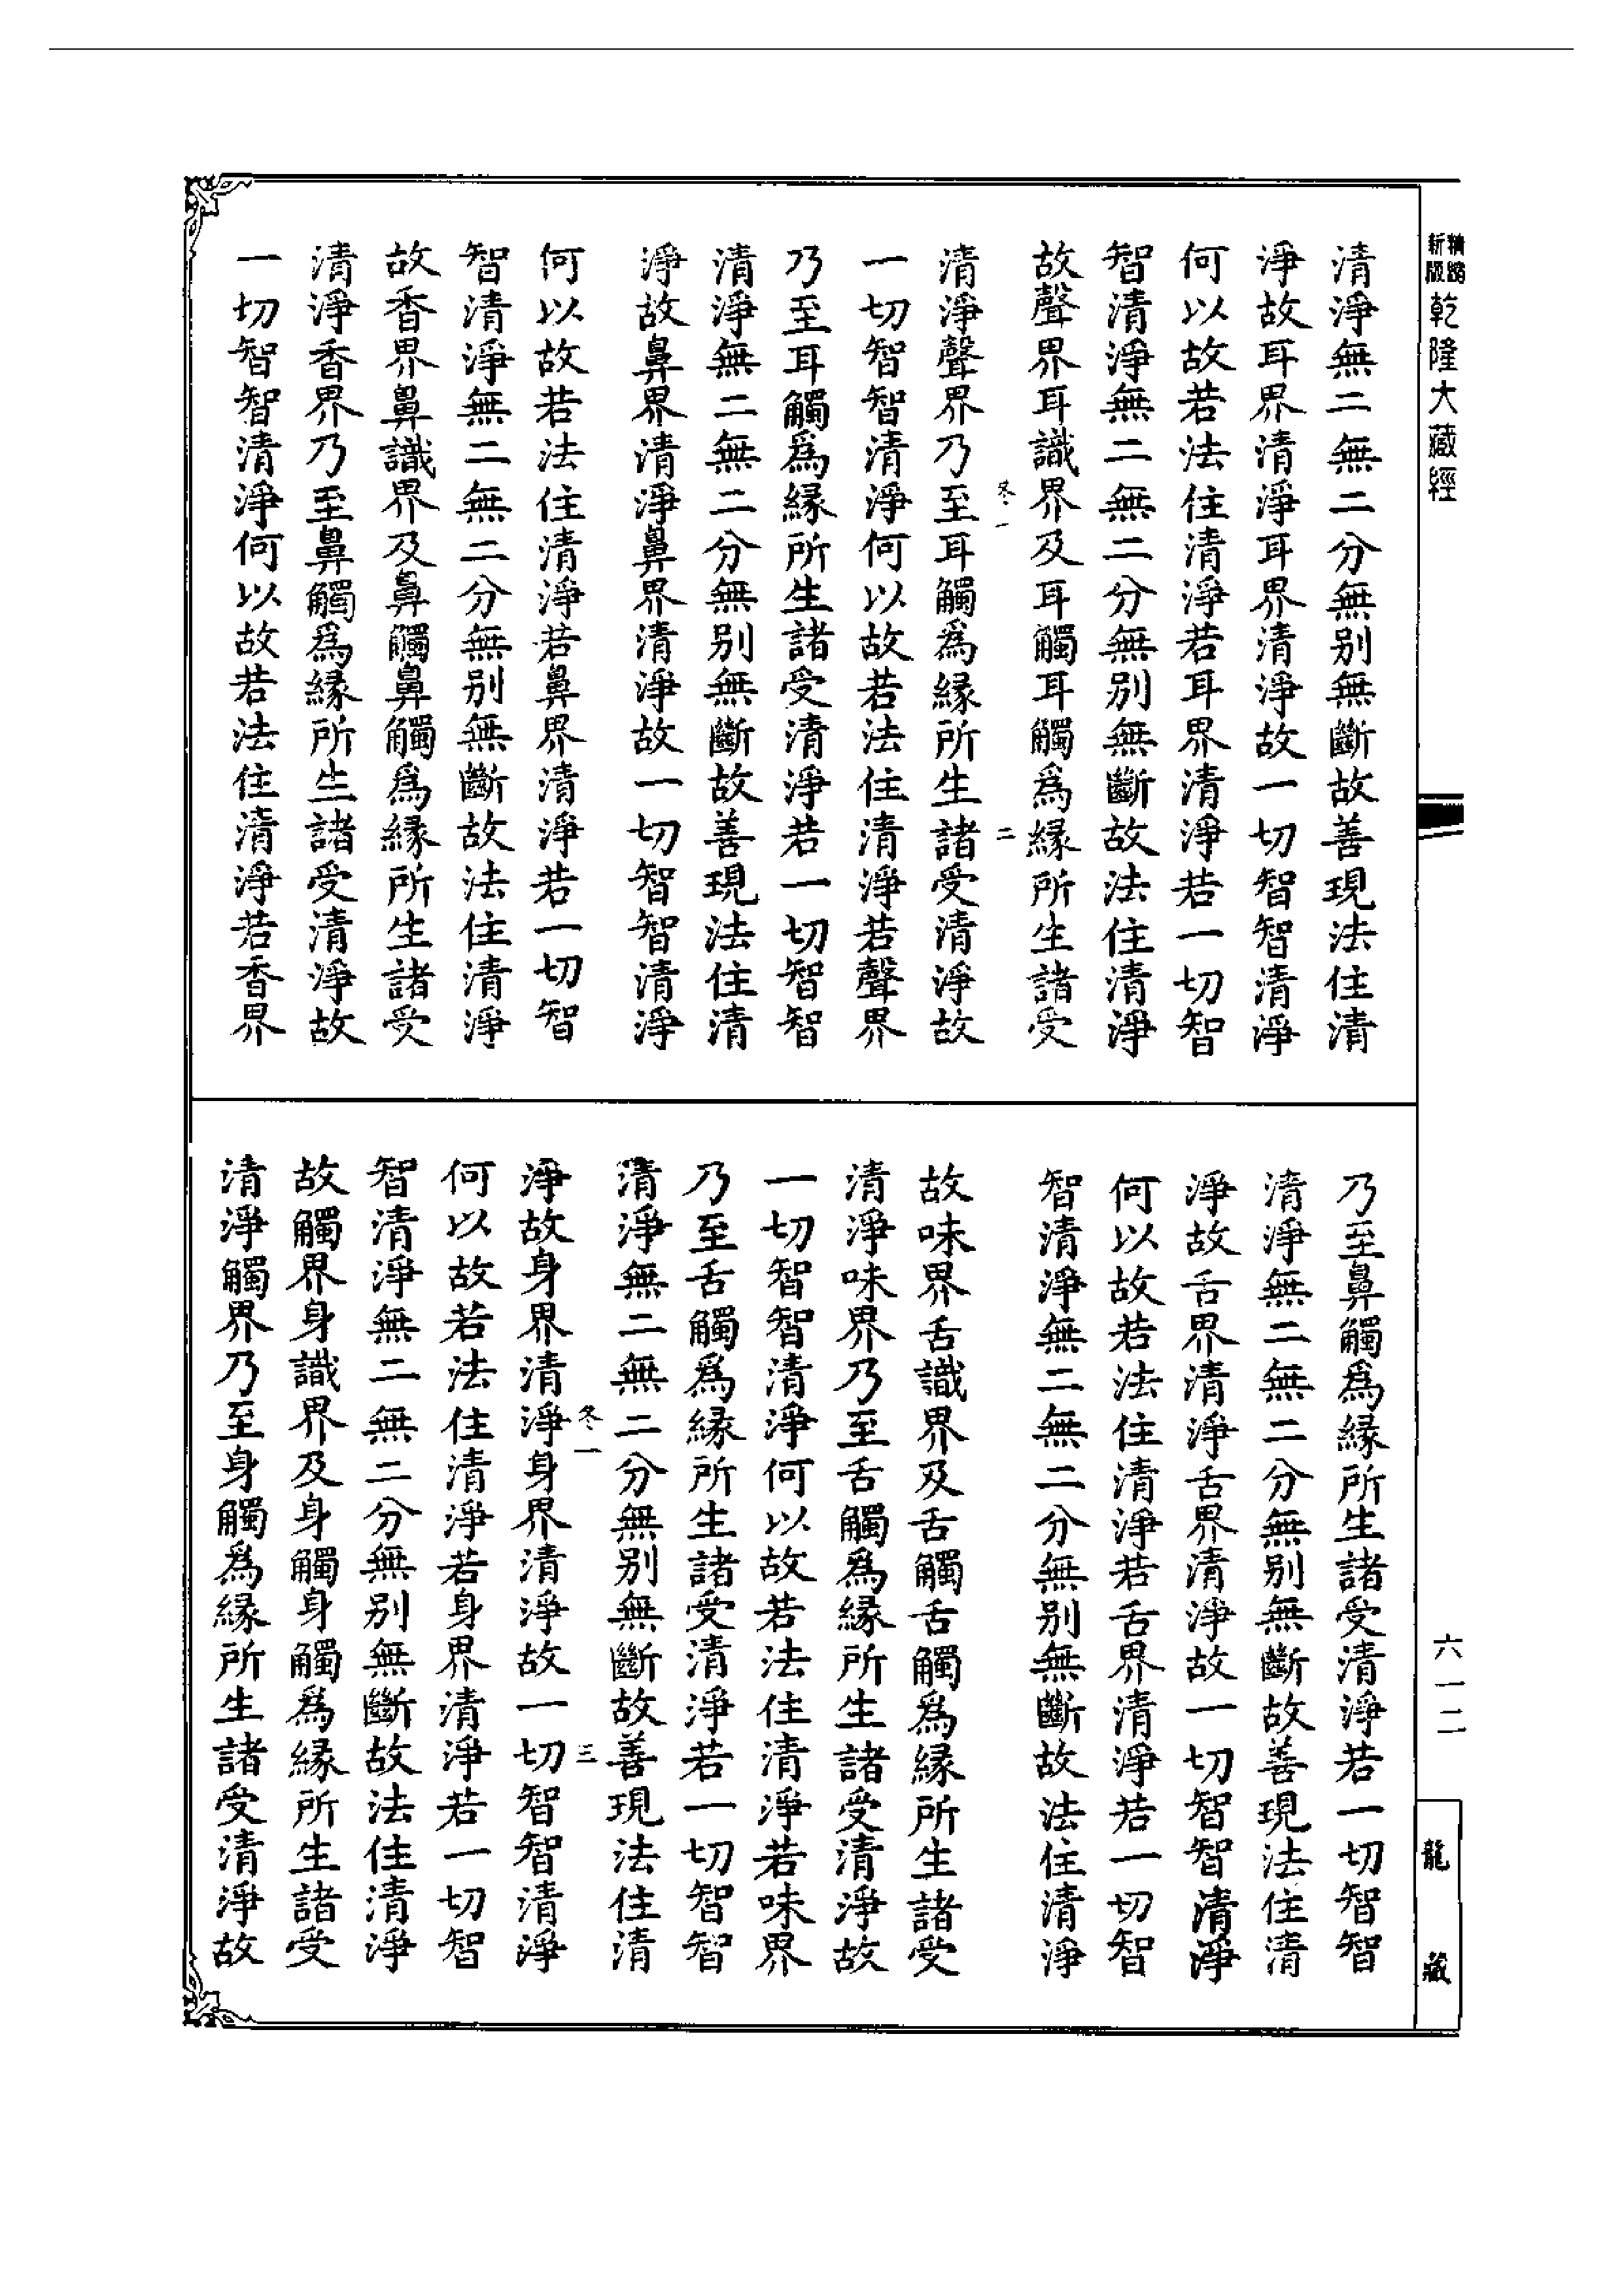 精縮
新版
乾隆大藏經
清淨無二無二分無別無斷故善現法住清
淨故耳界清淨耳界清淨故一切智智清淨
何以故若法住清淨若耳界清淨若一切智
智清淨無二無二分無別無斷故法住清淨
故聲界耳識界及耳觸耳觸為緣所生諸受
冬一
二
清淨聲界乃至耳觸為緣所生諸受清淨故
一切智智清淨何以故若法住清淨若聲界
乃至耳觸為緣所生諸受清淨若一切智智
清淨無二無二分無別無斷故善現法住清
淨故鼻界清淨鼻界清淨故一切智智清淨
何以故若法住清淨若鼻界清淨若一切智
智清淨無二無二分無別無斷故法住清淨
故香界鼻識界及鼻觸鼻觸為緣所生諸受
清淨香界乃至鼻觸為緣所生諸受清淨故
一切智智清淨何以故若法住清淨若香界
乃至鼻觸為緣所生諸受清淨若一切智智
清淨無二無二分無別無斷故善現法住清
淨故舌界清淨舌界清淨故一切智智清淨
何以故若法住清淨若舌界清淨若一切智
智清淨無二無二分無別無斷故法住清淨
故味界舌識界及舌觸舌觸為緣所生諸受
清淨味界乃至舌觸為緣所生諸受清淨故
一切智智清淨何以故若法住清淨若味界
乃至舌觸為緣所生諸受清淨若一切智智
清淨無二無二分無別無斷故善現法住清
冬一
三
淨故身界清淨身界清淨故一切智智清淨
何以故若法住清淨若身界清淨若一切智
智清淨無二無二分無別無斷故法住清淨
故觸界身識界及身觸身觸為緣所生諸受
清淨觸界乃至身觸為緣所生諸受清淨故
六一二
龍藏